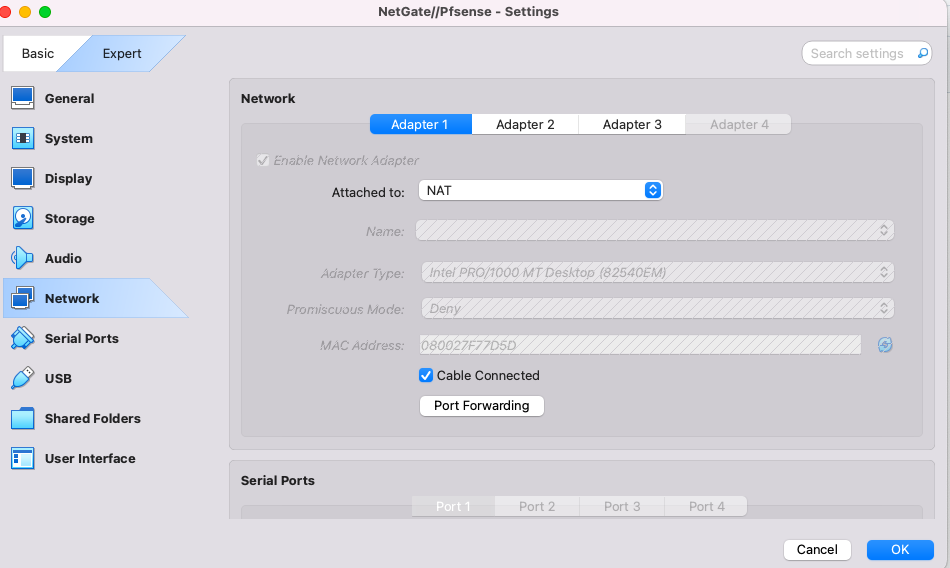 NetGate//Pfsense - Settings
Basic
Expert
Search settings
General
System
Display
Storage
Audio
Network
Serial Ports
USB
Shared Folders
User Interface
Network
Adapter 1 Adapter 2 Adapter 3 Adapter 4
Enable Network Adapter
Attached to: NAT
Name:
Adapter Type: Intel PRO/1000 MT Desktop (82540EM)
Promiscuous Mode: Deny
MAC Address: 080027F77D5D
Cable Connected
Port Forwarding
Serial Ports
Port 1 Port 2 Port 3 Port 4
Cancel OK